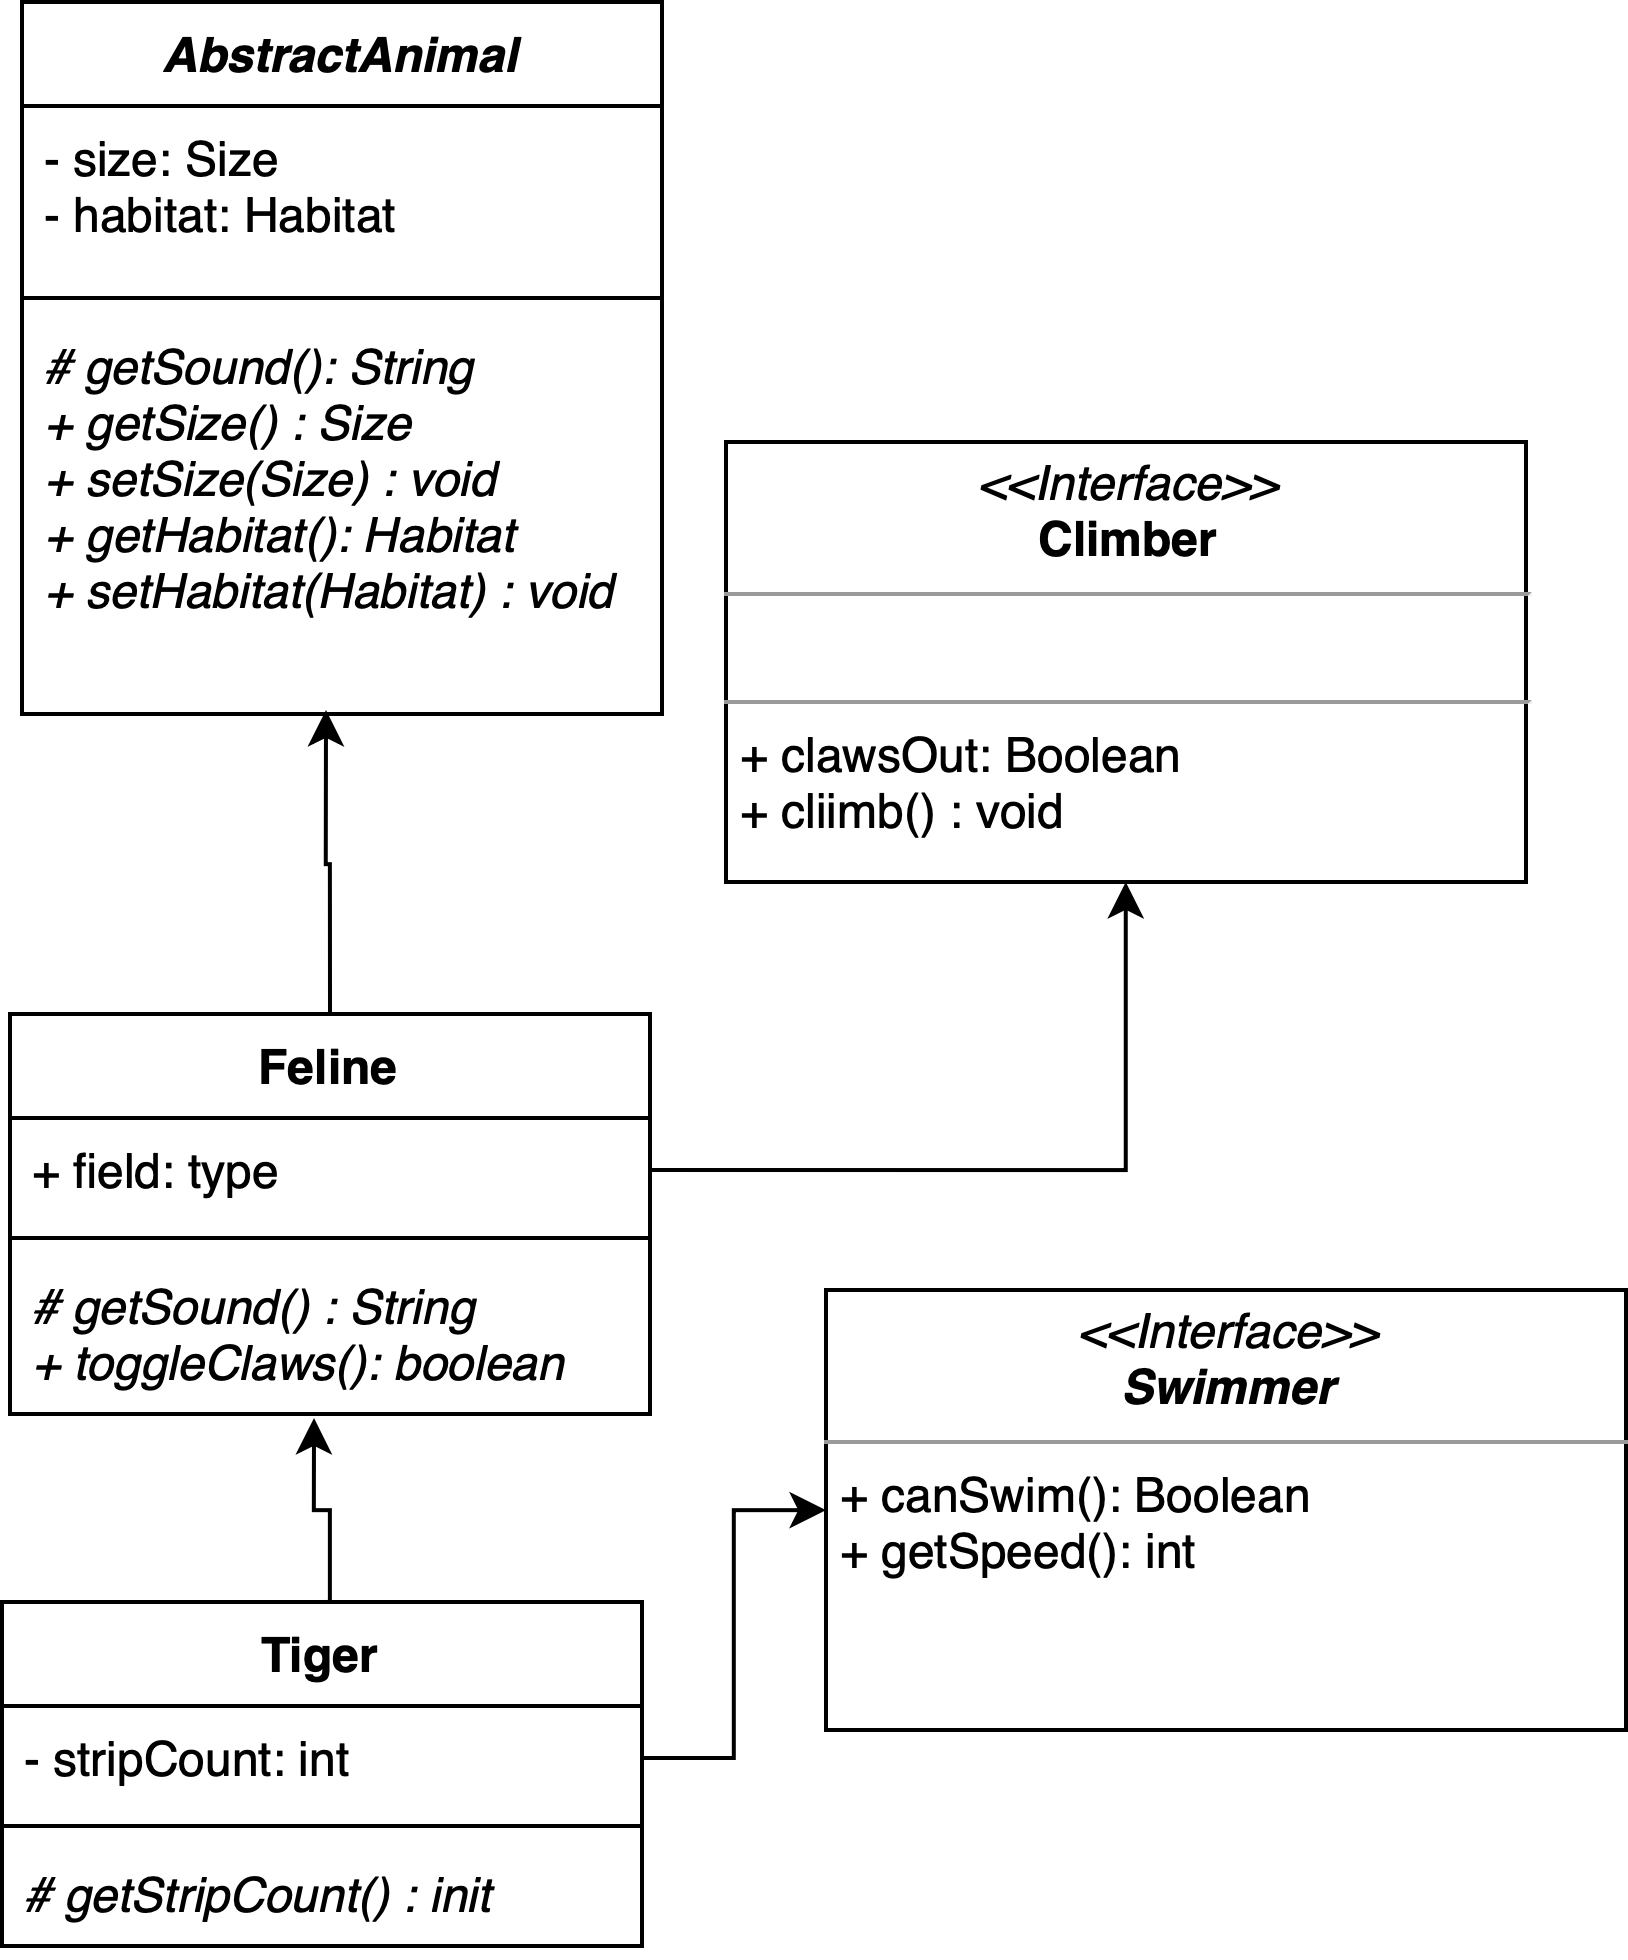 AbstractAnimal
- size: Size
- habitat: Habitat
# getSound(): String
+ getSize() : Size
+ setSize(Size) : void
+ getHabitat(): Habitat
+ setHabitat(Habitat) : void
<<Interface>>
Climber
+ clawsOut: Boolean
+ cliimb() : void
Feline
+ field: type
# getSound() : String
+ toggleClaws(): boolean
<<Interface>>
Swimmer
+ canSwim(): Boolean
+ getSpeed(): int
Tiger
- stripCount: int
# getStripCount() : init